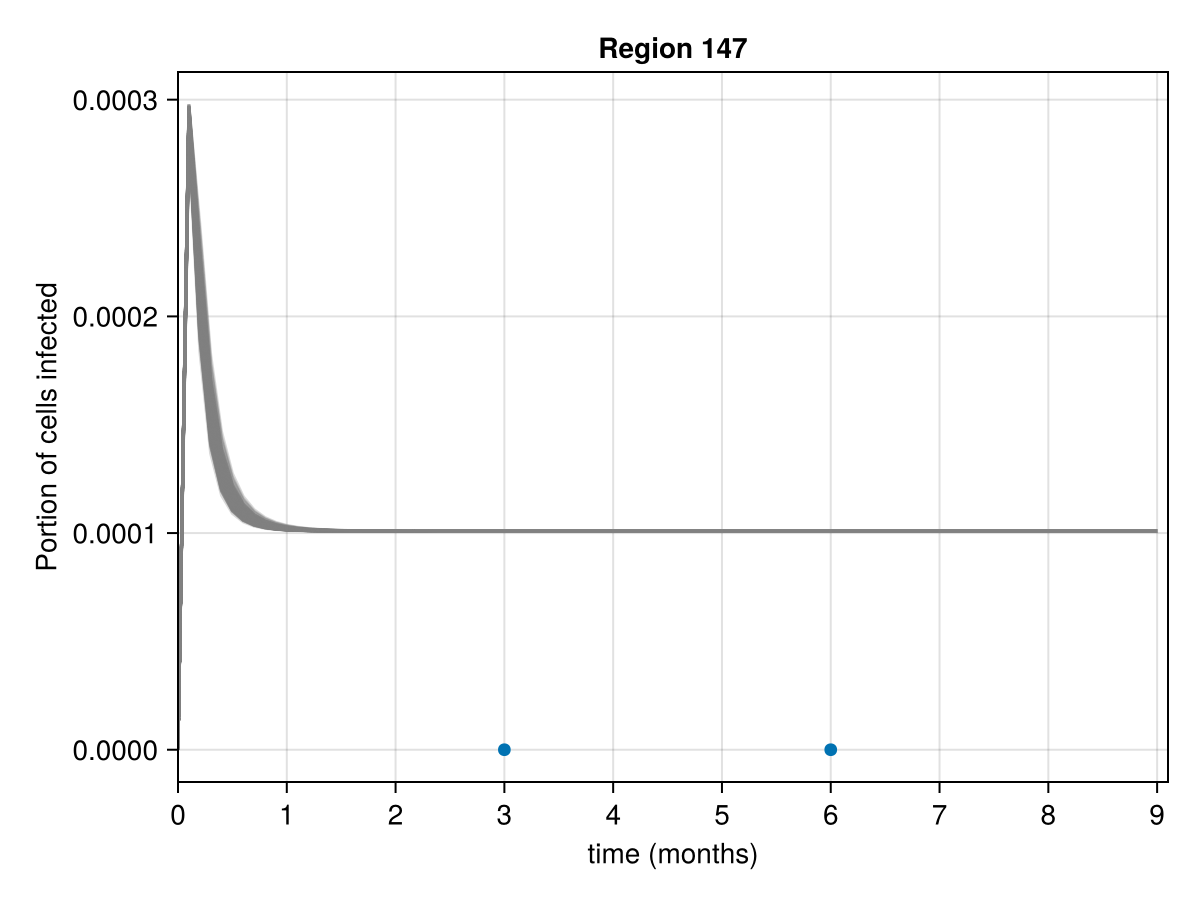 Region 147
Portion of cells infected
0.0003
0.0002
0.0001
0.0000
0 1 2 3 4 5 6 7 8 9
time (months)